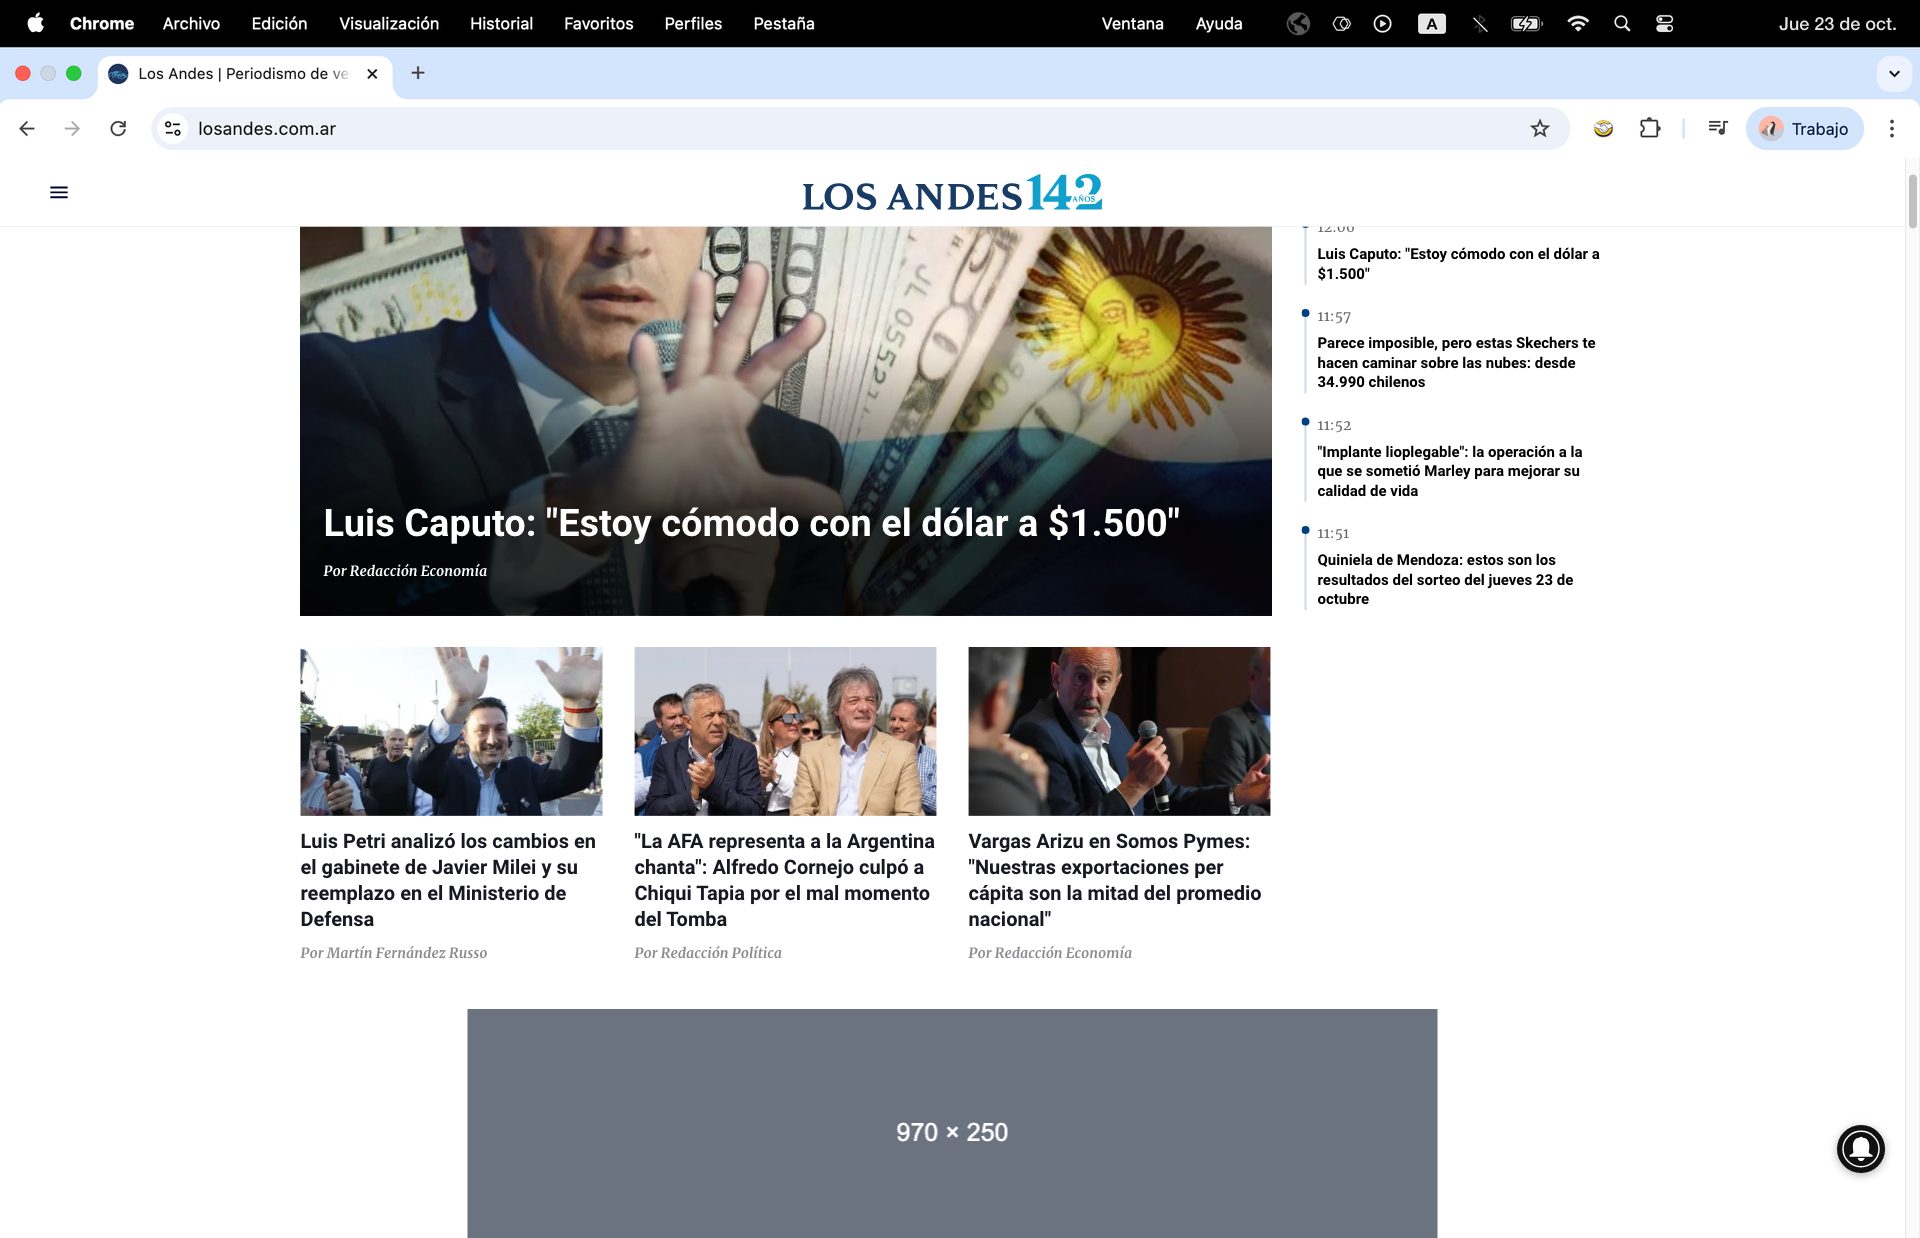 Chrome Archivo Edición Visualización Historial Favoritos Perfiles Pestaña Ventana Ayuda A Jue 23 de oct.
Los Andes | Periodismo de ve
losandes.com.ar
Trabajo
LOS ANDES 142 AÑOS
Luis Caputo: "Estoy cómodo con el dólar a $1.500"
Por Redacción Economía
12:06
Luis Caputo: "Estoy cómodo con el dólar a
$1.500"
11:57
Parece imposible, pero estas Skechers te
hacen caminar sobre las nubes: desde
34.990 chilenos
11:52
"Implante lioplegable": la operación a la
que se sometió Marley para mejorar su
calidad de vida
11:51
Quiniela de Mendoza: estos son los
resultados del sorteo del jueves 23 de
octubre
Luis Petri analizó los cambios en
el gabinete de Javier Milei y su
reemplazo en el Ministerio de
Defensa
Por Martín Fernández Russo
"La AFA representa a la Argentina
chanta": Alfredo Cornejo culpó a
Chiqui Tapia por el mal momento
del Tomba
Por Redacción Política
Vargas Arizu en Somos Pymes:
"Nuestras exportaciones per
cápita son la mitad del promedio
nacional"
Por Redacción Economía
970 × 250